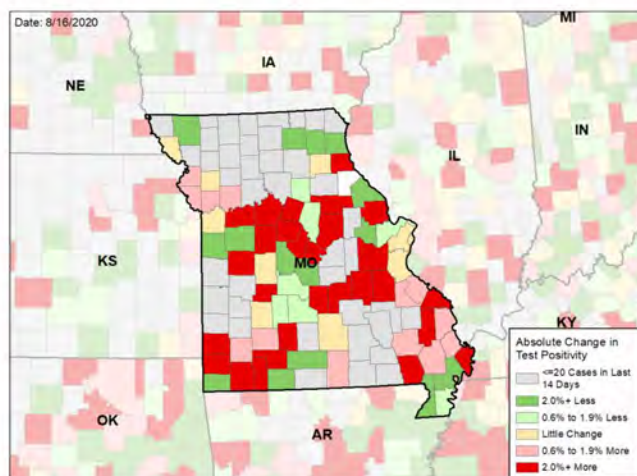 Date: 8/16/2020
MI
IA
NE
IL
IN
KS
MO
KY
OK
AR
Absolute Change in
Test Positivity
<=20 Cases in Last
14 Days
2.0%+ Less
0.6% to 1.9% Less
Little Change
0.6% to 1.9% More
2.0%+ More